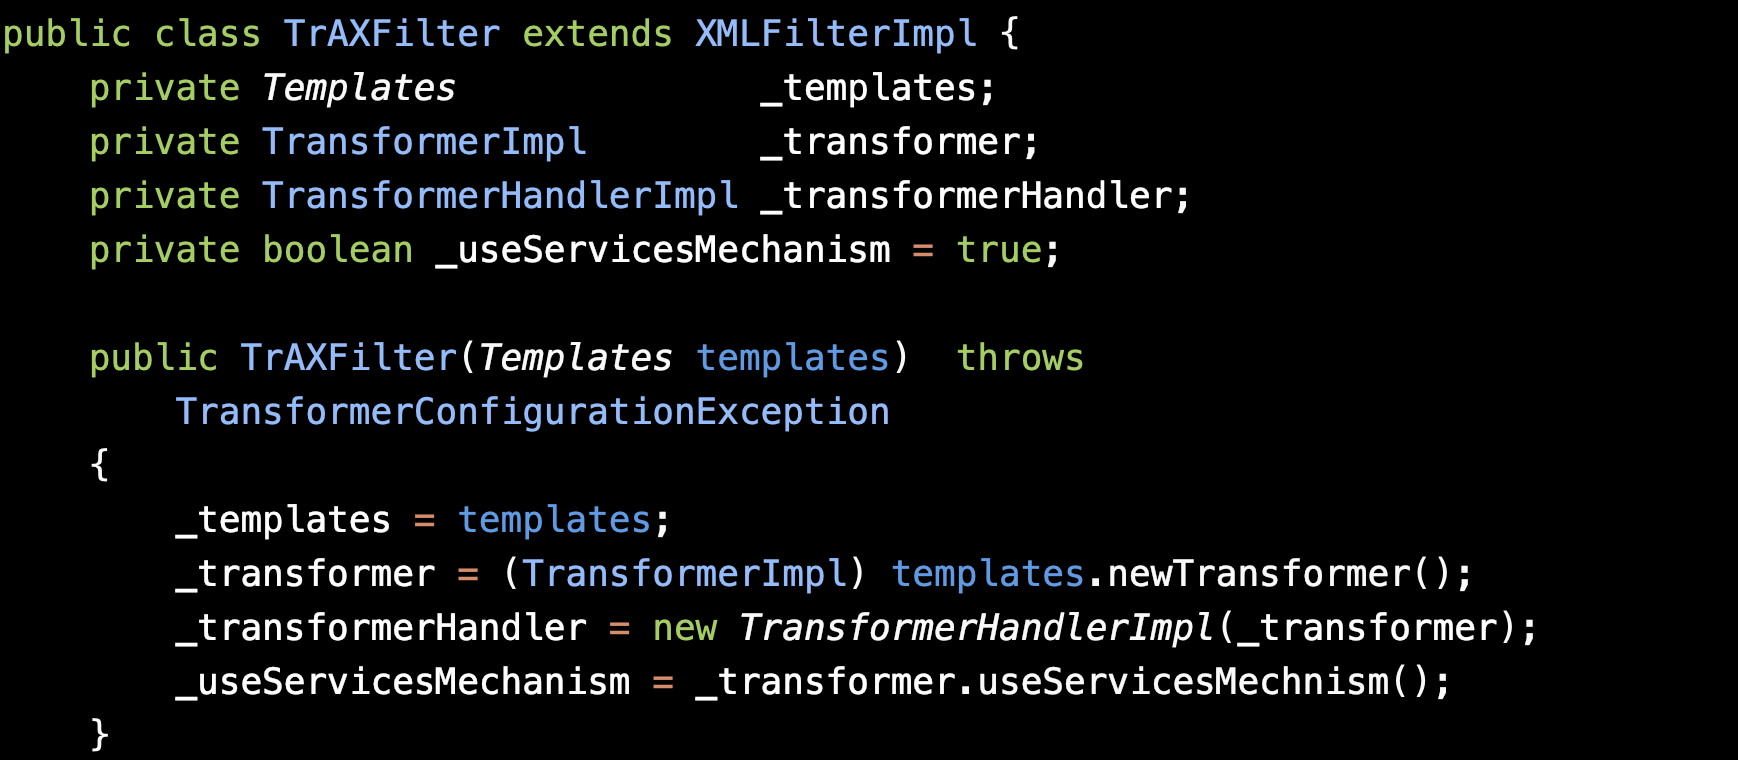 public class TrAXFilter extends XMLFilterImpl {
    private Templates              _templates;
    private TransformerImpl        _transformer;
    private TransformerHandlerImpl _transformerHandler;
    private boolean _useServicesMechanism = true;

    public TrAXFilter(Templates templates)  throws
        TransformerConfigurationException
    {
        _templates = templates;
        _transformer = (TransformerImpl) templates.newTransformer();
        _transformerHandler = new TransformerHandlerImpl(_transformer);
        _useServicesMechanism = _transformer.useServicesMechnism();
    }